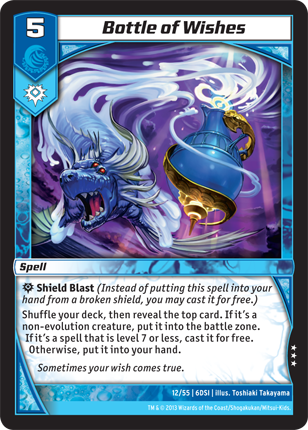 5
Bottle of Wishes
Spell
Shield Blast (Instead of putting this spell into your
hand from a broken shield, you may cast it for free.)
Shuffle your deck, then reveal the top card. If it's a
non-evolution creature, put it into the battle zone.
If it's a spell that is level 7 or less, cast it for free.
Otherwise, put it into your hand.
Sometimes your wish comes true.
12/55 | 6DSI | Illus. Toshiaki Takayama
TM & © 2013 Wizards of the Coast/Shogakukan/Mitsui-Kids.